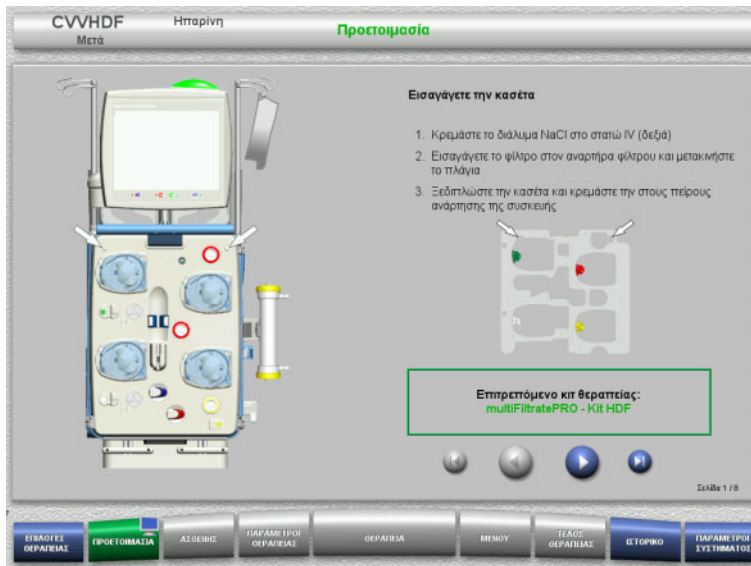 CVVHDF
Μετά
Ηπαρίνη
Προετοιμασία
Εισαγάγετε την κασέτα
1. Κρεμάστε το διάλυμα NaCl στο στατώ IV (δεξιά)
2. Εισαγάγετε το φίλτρο στον αναρτήρα φίλτρου και μετακινήστε
το πλάγια
3. Ξεδιπλώστε την κασέτα και κρεμάστε την στους πείρους
ανάρτησης της συσκευής
Επιτρεπόμενο κιτ θεραπείας:
multiFiltratePRO - Kit HDF
Σελίδα 1 / 8
ΕΠΙΛΟΓΕΣ
ΘΕΡΑΠΕΙΑΣ
ΠΡΟΕΤΟΙΜΑΣΙΑ
ΑΣΘΕΝΗΣ
ΠΑΡΑΜΕΤΡΟΙ
ΘΕΡΑΠΕΙΑΣ
ΘΕΡΑΠΕΙΑ
ΜΕΝΟΥ
ΤΕΛΟΣ
ΘΕΡΑΠΕΙΑΣ
ΙΣΤΟΡΙΚΟ
ΠΑΡΑΜΕΤΡΟΙ
ΣΥΣΤΗΜΑΤΟΣ